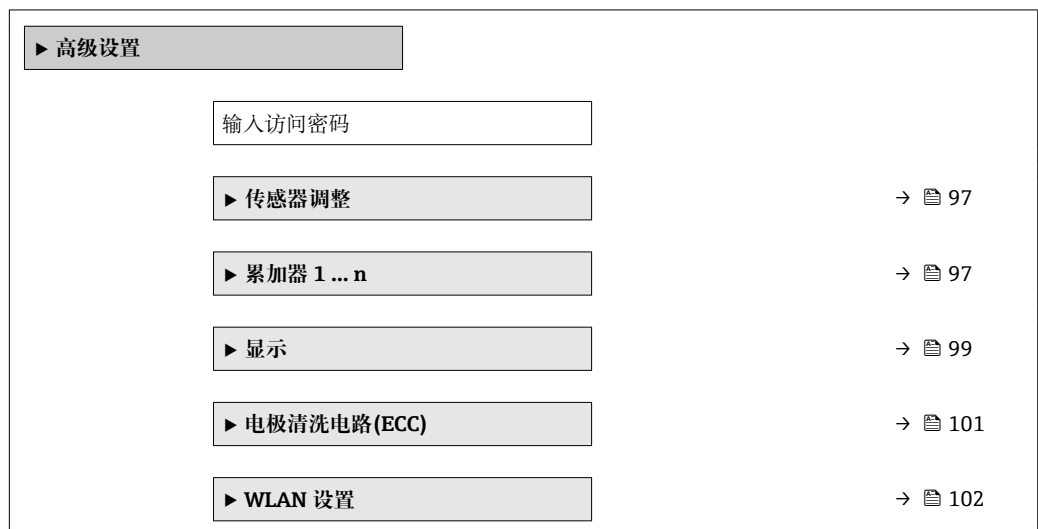 ▶ 高级设置
输入访问密码
▶ 传感器调整 → 97
▶ 累加器 1 ... n → 97
▶ 显示 → 99
▶ 电极清洗电路(ECC) → 101
▶ WLAN 设置 → 102